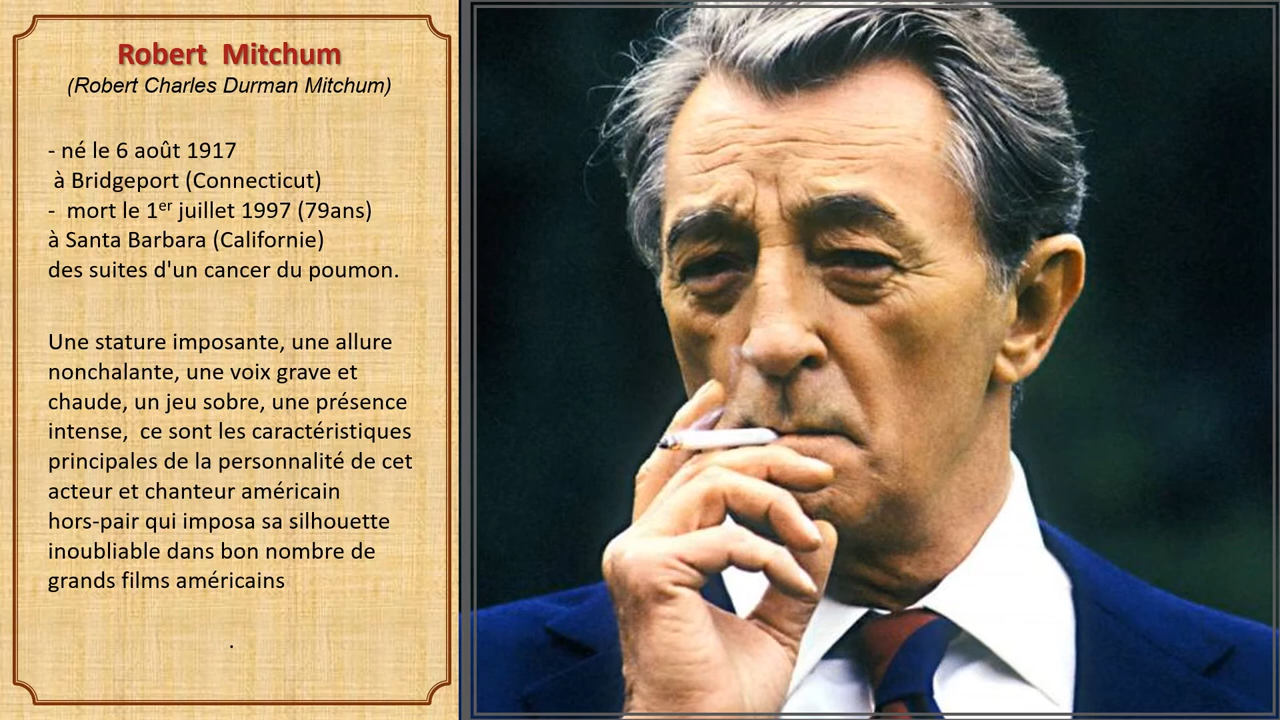 Robert Mitchum
(Robert Charles Durman Mitchum)
- né le 6 août 1917
à Bridgeport (Connecticut)
- mort le 1er juillet 1997 (79ans)
à Santa Barbara (Californie)
des suites d'un cancer du poumon.
Une stature imposante, une allure
nonchalante, une voix grave et
chaude, un jeu sobre, une présence
intense, ce sont les caractéristiques
principales de la personnalité de cet
acteur et chanteur américain
hors-pair qui imposa sa silhouette
inoubliable dans bon nombre de
grands films américains
.